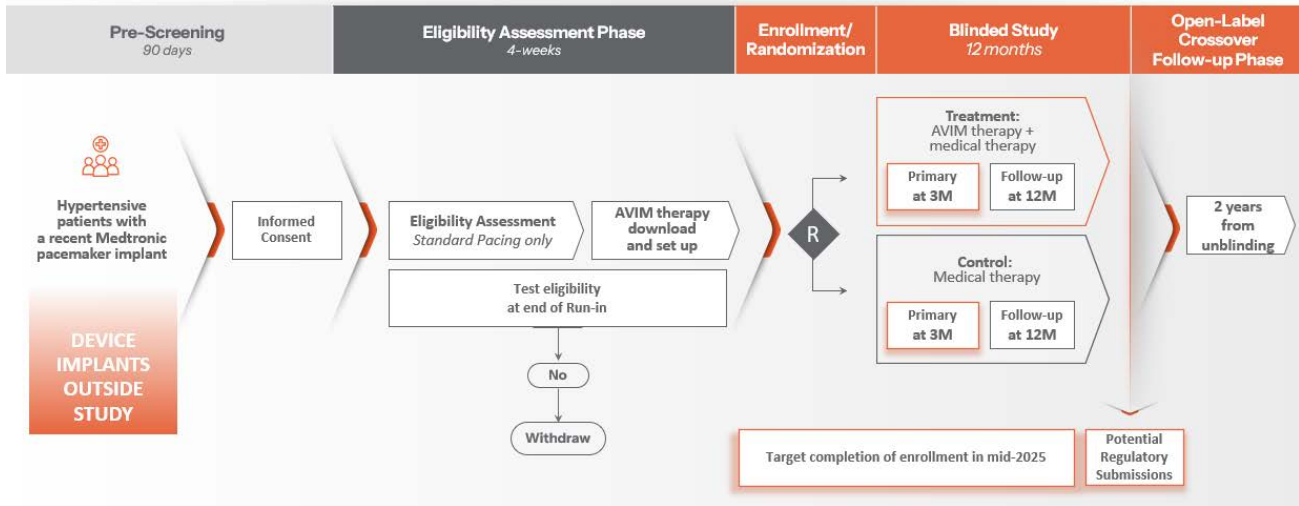 Pre-Screening
90 days
Eligibility Assessment Phase
4-weeks
Enrollment/
Randomization
Blinded Study
12 months
Open-Label
Crossover
Follow-up Phase
Hypertensive
patients with
a recent Medtronic
pacemaker implant
DEVICE
IMPLANTS
OUTSIDE
STUDY
Informed
Consent
Eligibility Assessment
Standard Pacing only
AVIM therapy
download
and set up
Test eligibility
at end of Run-in
No
Withdraw
R
Treatment:
AVIM therapy +
medical therapy
Primary
at 3M
Follow-up
at 12M
Control:
Medical therapy
Primary
at 3M
Follow-up
at 12M
2 years
from
unblinding
Target completion of enrollment in mid-2025
Potential
Regulatory
Submissions